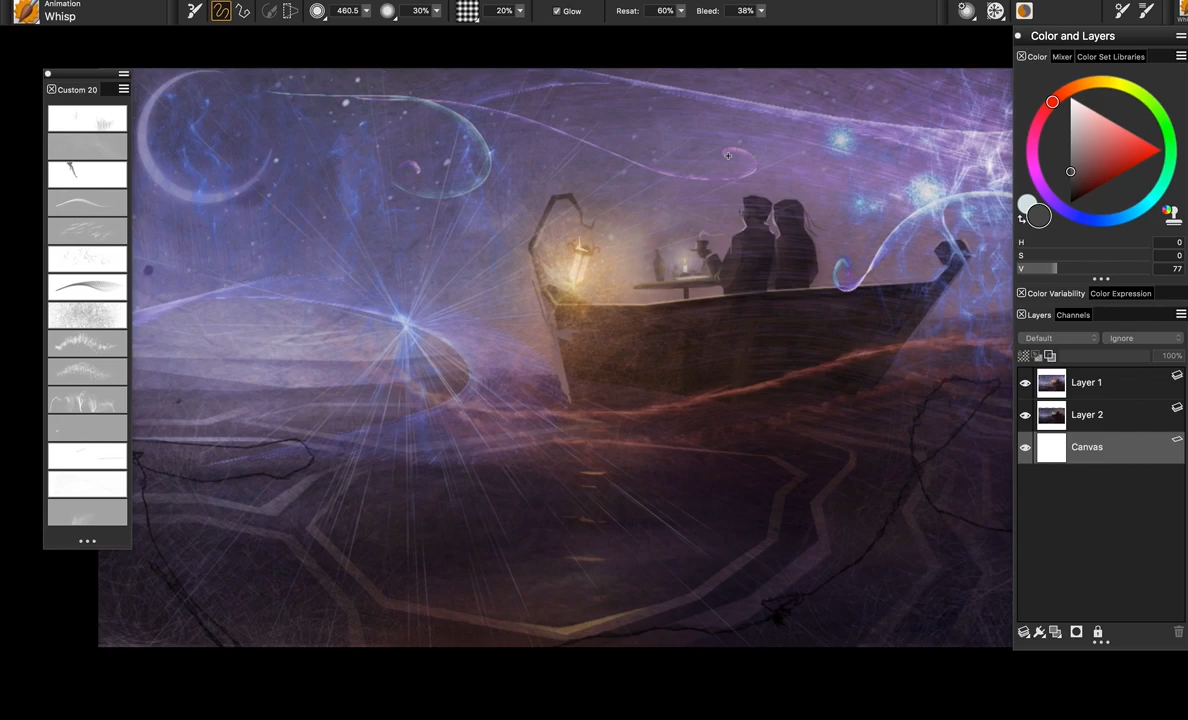 Animation
Whisp
460.5
30%
20%
Glow
Resat: 60%
Bleed: 38%
Custom 20
Color and Layers
Color Mixer Color Set Libraries
H 0
S 0
V 77
Color Variability Color Expression
Layers Channels
Default Ignore
100%
Layer 1
Layer 2
Canvas